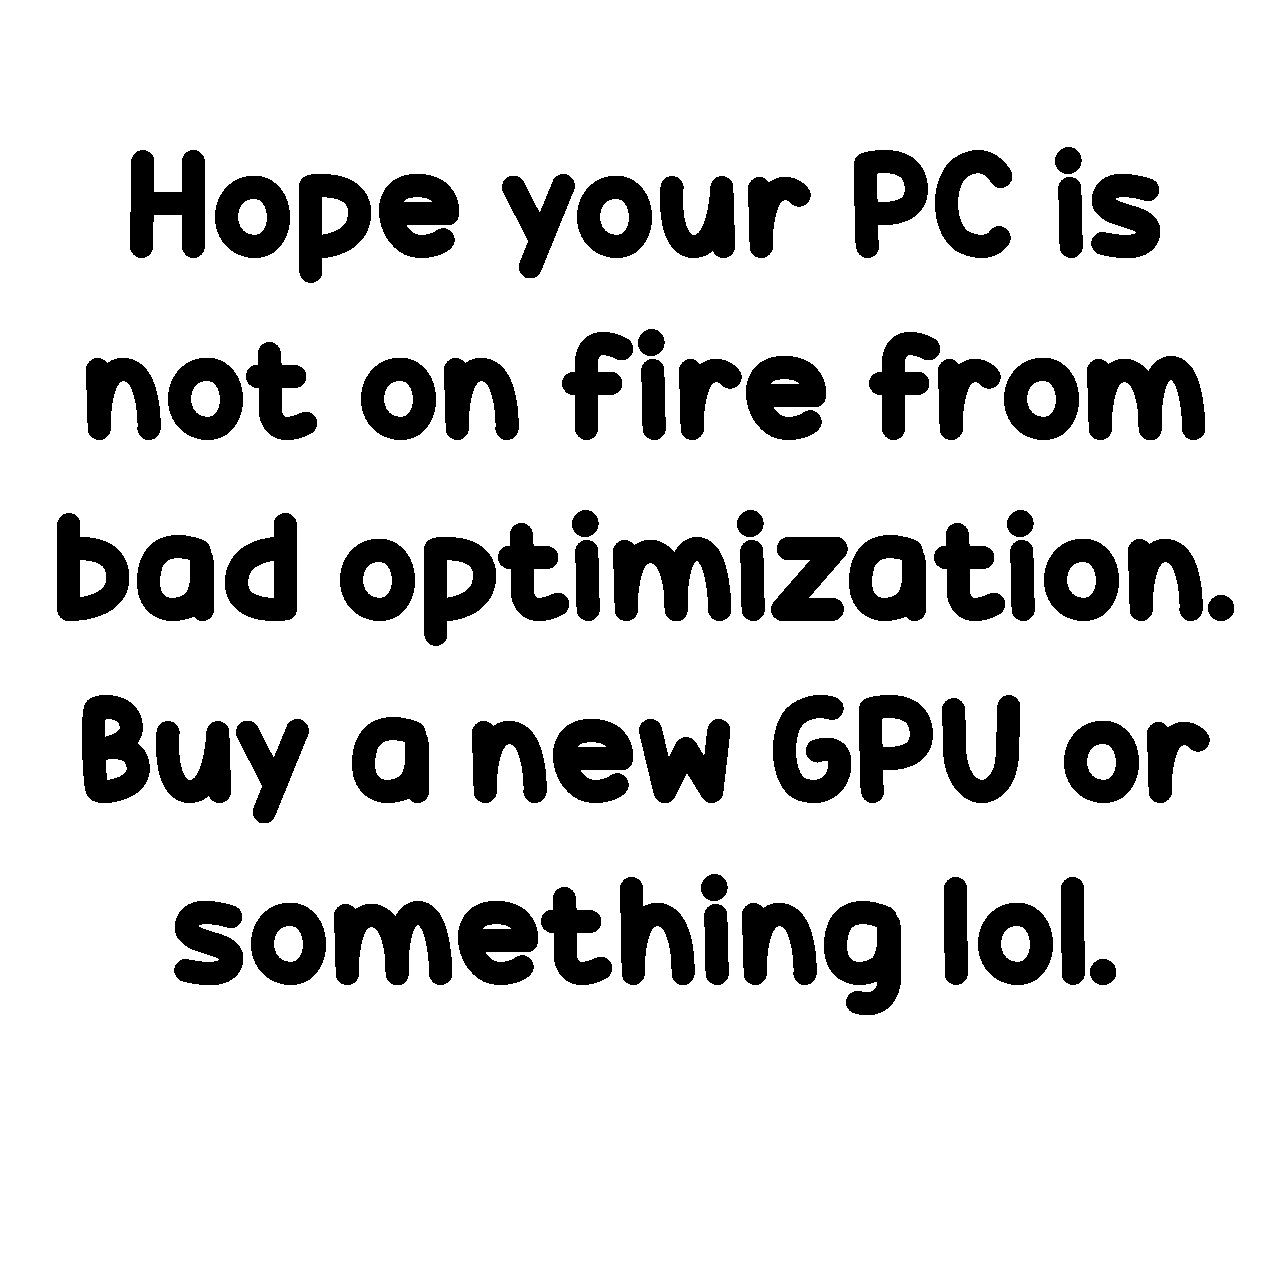 Hope your PC is
not on fire from
bad optimization.
Buy a new GPU or
something lol.